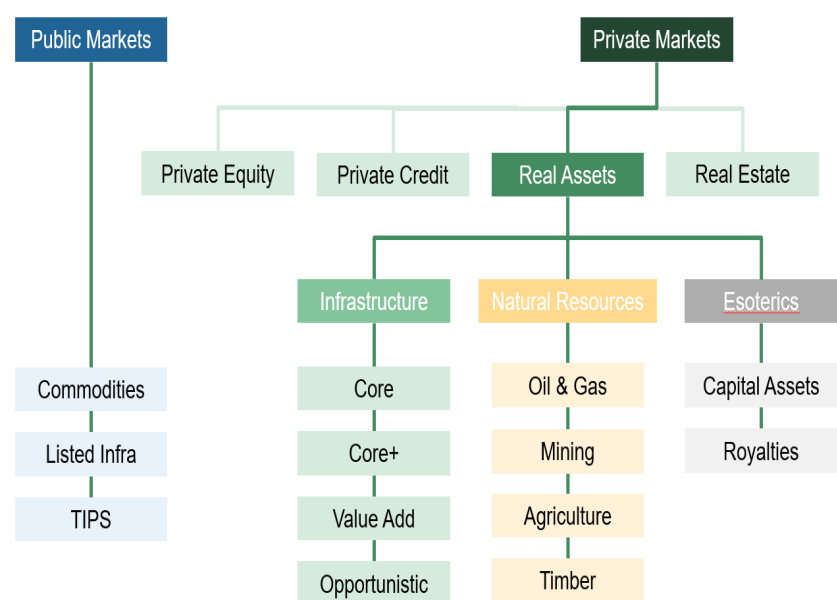 Public Markets
Private Markets
Private Equity
Private Credit
Real Assets
Real Estate
Infrastructure
Natural Resources
Esoterics
Commodities
Core
Oil & Gas
Capital Assets
Listed Infra
Core+
Mining
Royalties
TIPS
Value Add
Agriculture
Opportunistic
Timber